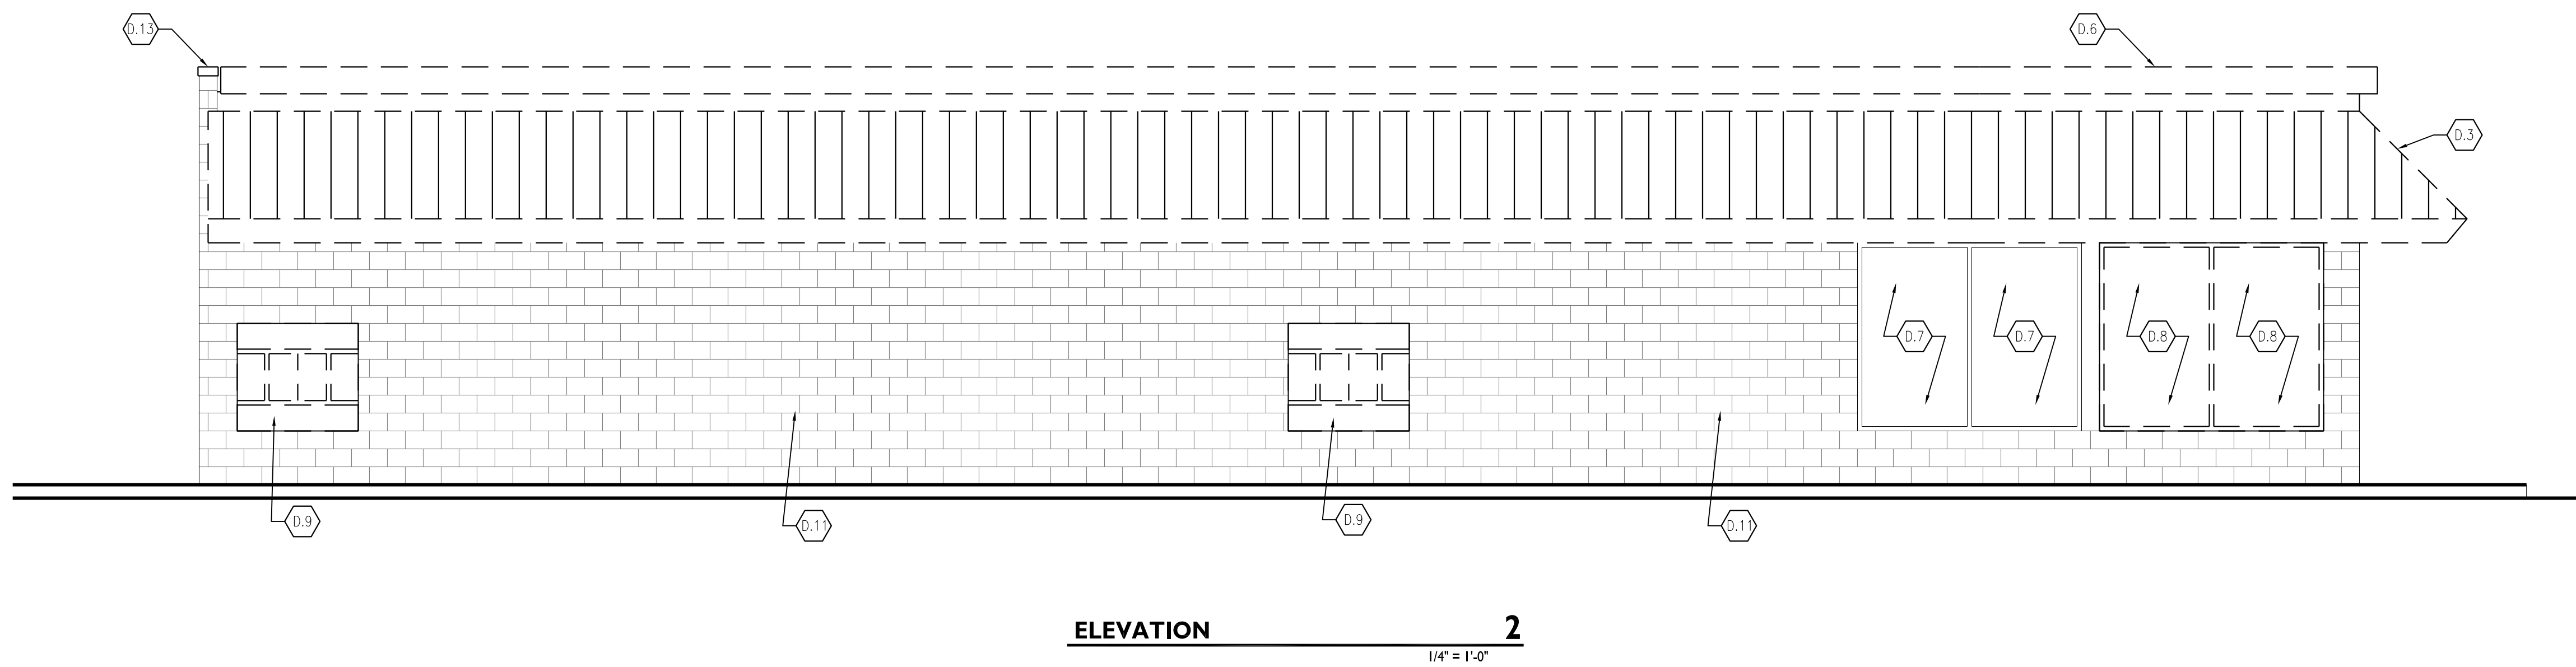 D.13
D.6
D.3
D.7
D.7
D.8
D.8
D.9
D.11
D.9
D.11
ELEVATION 2
1/4" = 1'-0"